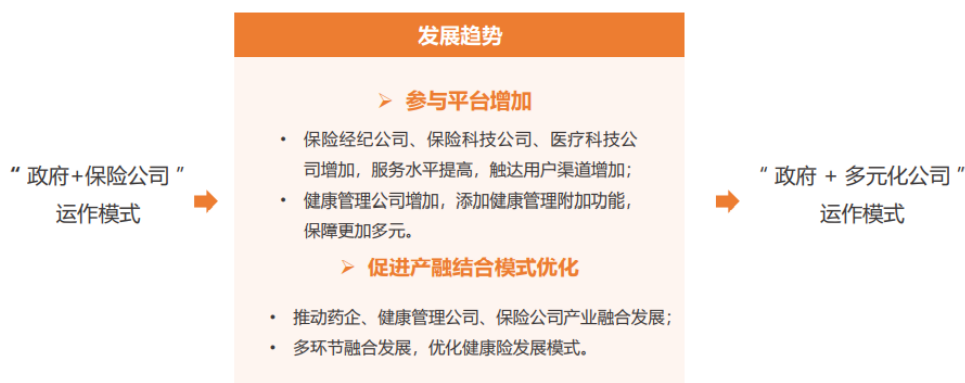 发展趋势
➢ 参与平台增加
• 保险经纪公司、保险科技公司、医疗科技公
司增加，服务水平提高，触达用户渠道增加；
• 健康管理公司增加，添加健康管理附加功能，
保障更加多元。
➢ 促进产融结合模式优化
• 推动药企、健康管理公司、保险公司产业融合发展；
• 多环节融合发展，优化健康险发展模式。
“ 政府+保险公司 ”
运作模式
“ 政府 + 多元化公司 ”
运作模式